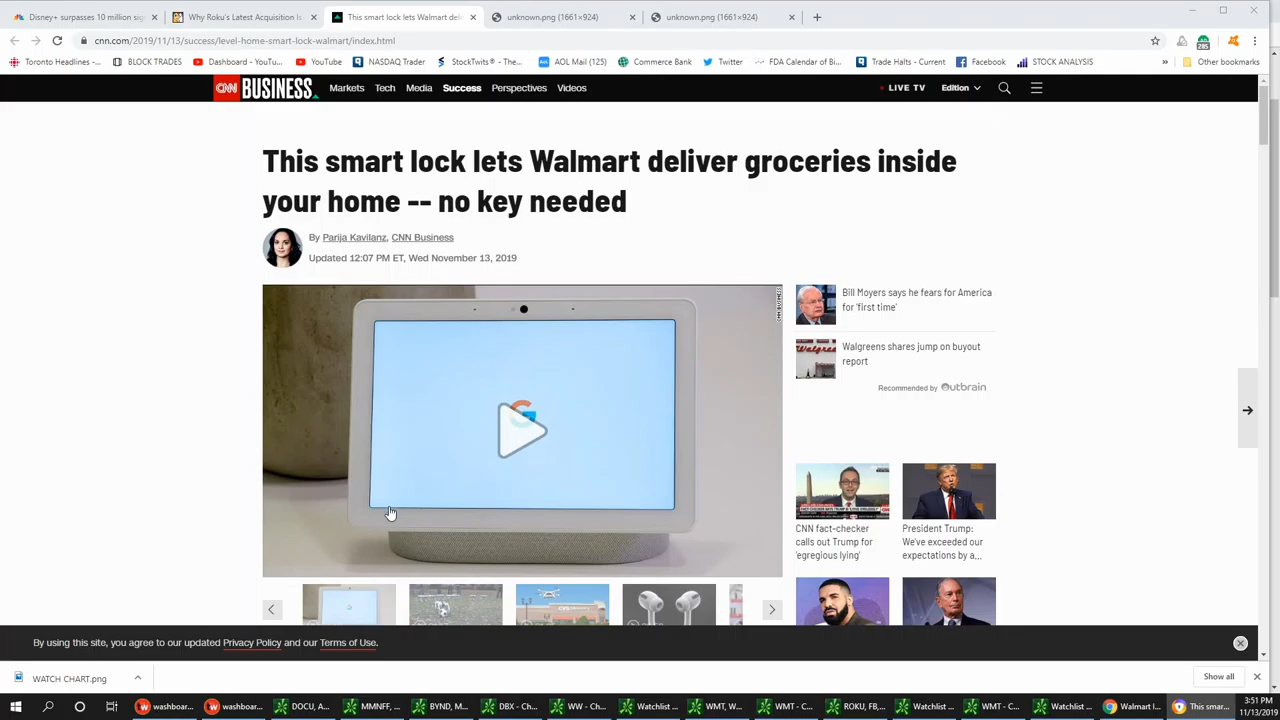 Disney+ surpasses 10 million sig
Why Roku's Latest Acquisition Is
This smart lock lets Walmart deli
unknown.png (1661×924)
unknown.png (1661×924)
cnn.com/2019/11/13/success/level-home-smart-lock-walmart/index.html
285
Toronto Headlines -...
BLOCK TRADES
Dashboard - YouTu...
YouTube
NASDAQ Trader
StockTwits - The...
AOL Mail (125)
Commerce Bank
Twitter
FDA Calendar of Bi...
Trade Halts - Current
Facebook
STOCK ANALYSIS
»
Other bookmarks
CNN BUSINESS
Markets
Tech
Media
Success
Perspectives
Videos
LIVE TV
Edition
This smart lock lets Walmart deliver groceries inside
your home -- no key needed
By Parija Kavilanz, CNN Business
Updated 12:07 PM ET, Wed November 13, 2019
CNN BUSINESS
Bill Moyers says he fears for America
for 'first time'
Walgreens
Walgreens shares jump on buyout
report
Recommended by Outbrain
CNN fact-checker
calls out Trump for
'egregious lying'
President Trump:
We've exceeded our
expectations by a...
CVS
By using this site, you agree to our updated Privacy Policy and our Terms of Use.
WATCH CHART.png
Show all
washboar...
washboar...
DOCU, A...
MMNFF, ...
BYND, M...
DBX - Ch...
WW - Ch...
Watchlist ...
WMT, W...
WMT - C...
ROKU, FB,...
Watchlist ...
WMT - C...
Watchlist ...
Walmart l...
This smar...
3:51 PM
11/13/2019